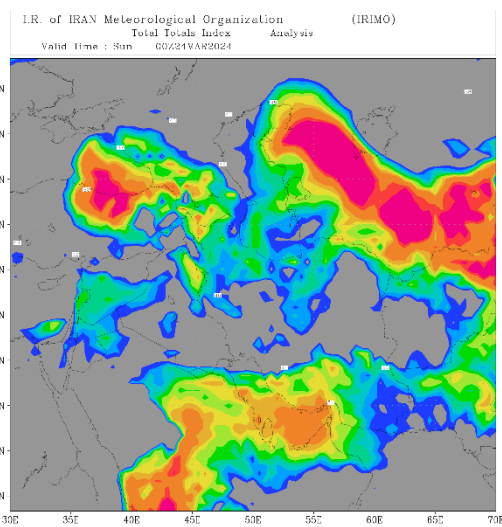 I.R. of IRAN Meteorological Organization (IRIMO)
Total Totals Index Analysis
Valid Time : Sun 00Z24MAR2024
N
N
N
N
N
N
N
N
N
N
30E 35E 40E 45E 50E 55E 60E 65E 70E